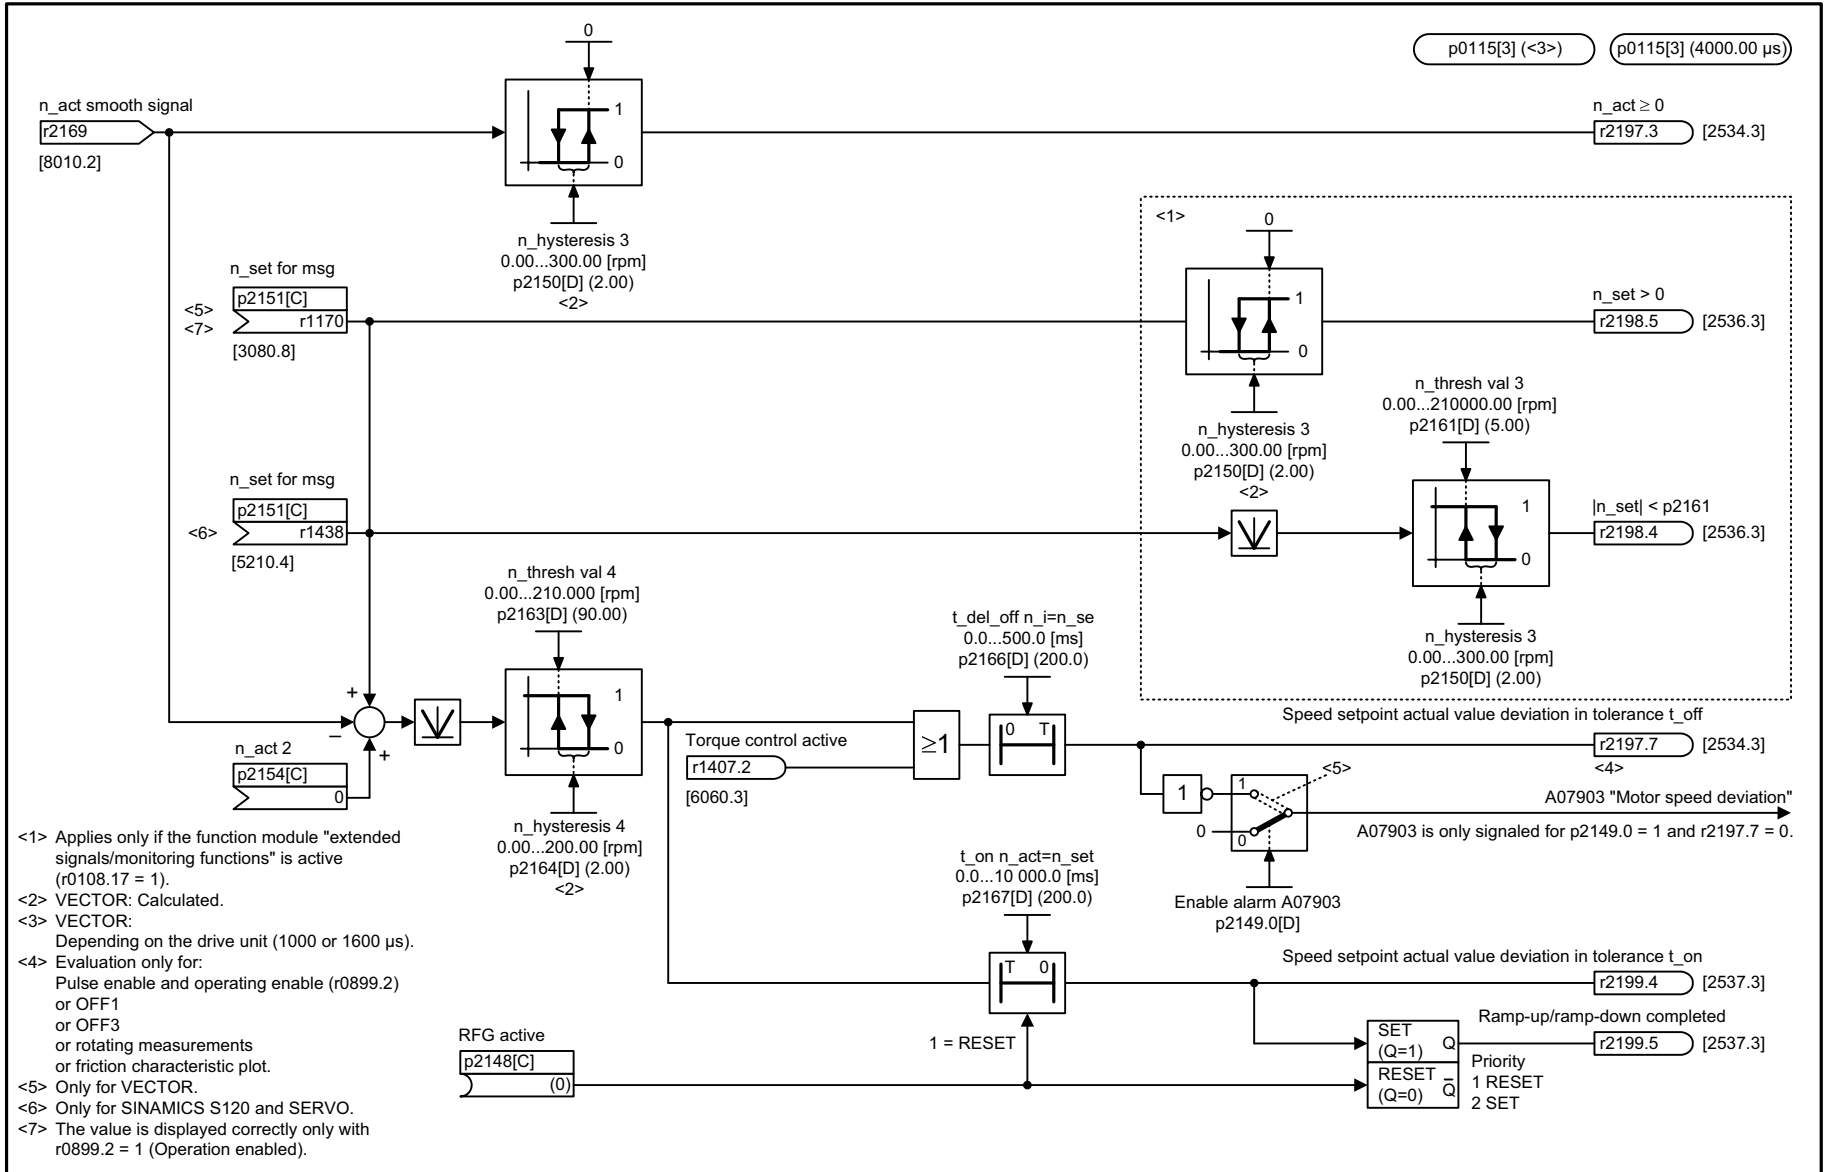 0
p0115[3] (<3>)
p0115[3] (4000.00 µs)
n_act smooth signal
r2169
[8010.2]
1
0
n_act ≥ 0
r2197.3
[2534.3]
n_hysteresis 3
0.00...300.00 [rpm]
p2150[D] (2.00)
<2>
<1>
0
n_set for msg
<5>
<7>
p2151[C]
r1170
[3080.8]
1
0
n_set > 0
r2198.5
[2536.3]
n_hysteresis 3
0.00...300.00 [rpm]
p2150[D] (2.00)
<2>
n_thresh val 3
0.00...210000.00 [rpm]
p2161[D] (5.00)
n_set for msg
<6>
p2151[C]
r1438
[5210.4]
1
0
|n_set| < p2161
r2198.4
[2536.3]
n_hysteresis 3
0.00...300.00 [rpm]
p2150[D] (2.00)
n_thresh val 4
0.00...210.000 [rpm]
p2163[D] (90.00)
t_del_off n_i=n_se
0.0...500.0 [ms]
p2166[D] (200.0)
+
–
+
n_act 2
p2154[C]
0
1
0
n_hysteresis 4
0.00...200.00 [rpm]
p2164[D] (2.00)
<2>
Torque control active
r1407.2
[6060.3]
≥1
0 T
Speed setpoint actual value deviation in tolerance t_off
r2197.7
[2534.3]
<4>
<5>
1
1
0
0
A07903 "Motor speed deviation"
A07903 is only signaled for p2149.0 = 1 and r2197.7 = 0.
Enable alarm A07903
p2149.0[D]
t_on n_act=n_set
0.0...10 000.0 [ms]
p2167[D] (200.0)
T 0
1 = RESET
Speed setpoint actual value deviation in tolerance t_on
r2199.4
[2537.3]
RFG active
p2148[C]
(0)
SET
(Q=1)
Q
RESET
(Q=0)
Q̅
Ramp-up/ramp-down completed
r2199.5
[2537.3]
Priority
1 RESET
2 SET
<1> Applies only if the function module "extended
signals/monitoring functions" is active
(r0108.17 = 1).
<2> VECTOR: Calculated.
<3> VECTOR:
Depending on the drive unit (1000 or 1600 µs).
<4> Evaluation only for:
Pulse enable and operating enable (r0899.2)
or OFF1
or OFF3
or rotating measurements
or friction characteristic plot.
<5> Only for VECTOR.
<6> Only for SINAMICS S120 and SERVO.
<7> The value is displayed correctly only with
r0899.2 = 1 (Operation enabled).